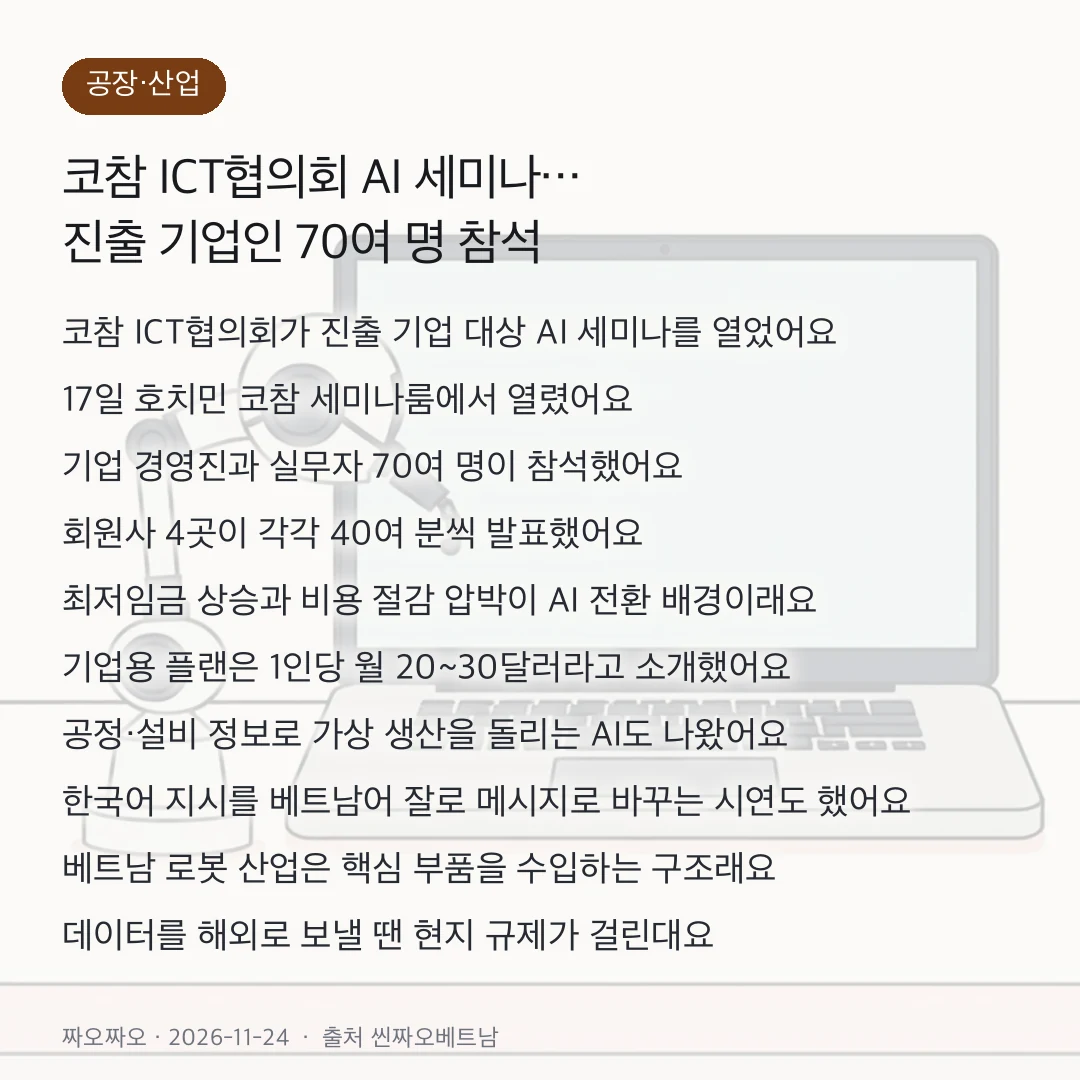 공장·산업
코참 ICT협의회 AI 세미나…
진출 기업인 70여 명 참석
코참 ICT협의회가 진출 기업 대상 AI 세미나를 열었어요
17일 호치민 코참 세미나룸에서 열렸어요
기업 경영진과 실무자 70여 명이 참석했어요
회원사 4곳이 각각 40여 분씩 발표했어요
최저임금 상승과 비용 절감 압박이 AI 전환 배경이래요
기업용 플랜은 1인당 월 20~30달러라고 소개했어요
공정·설비 정보로 가상 생산을 돌리는 AI도 나왔어요
한국어 지시를 베트남어 잘로 메시지로 바꾸는 시연도 했어요
베트남 로봇 산업은 핵심 부품을 수입하는 구조래요
데이터를 해외로 보낼 땐 현지 규제가 걸린대요
짜오짜오 · 2026-11-24 · 출처 씬짜오베트남